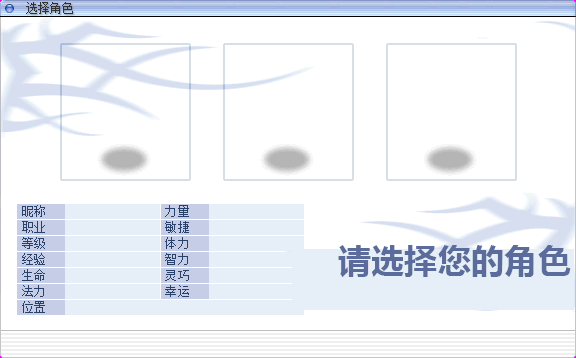 选择角色
昵称 力量
职业 敏捷
等级 体力
经验 智力
生命 灵巧
法力 幸运
位置
请选择您的角色